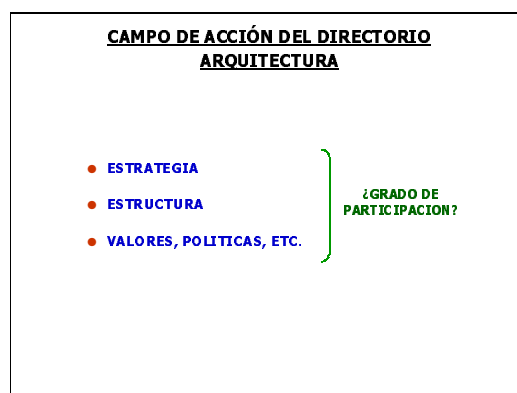 CAMPO DE ACCIÓN DEL DIRECTORIO
ARQUITECTURA
ESTRATEGIA
ESTRUCTURA
VALORES, POLITICAS, ETC.
¿GRADO DE
PARTICIPACION?